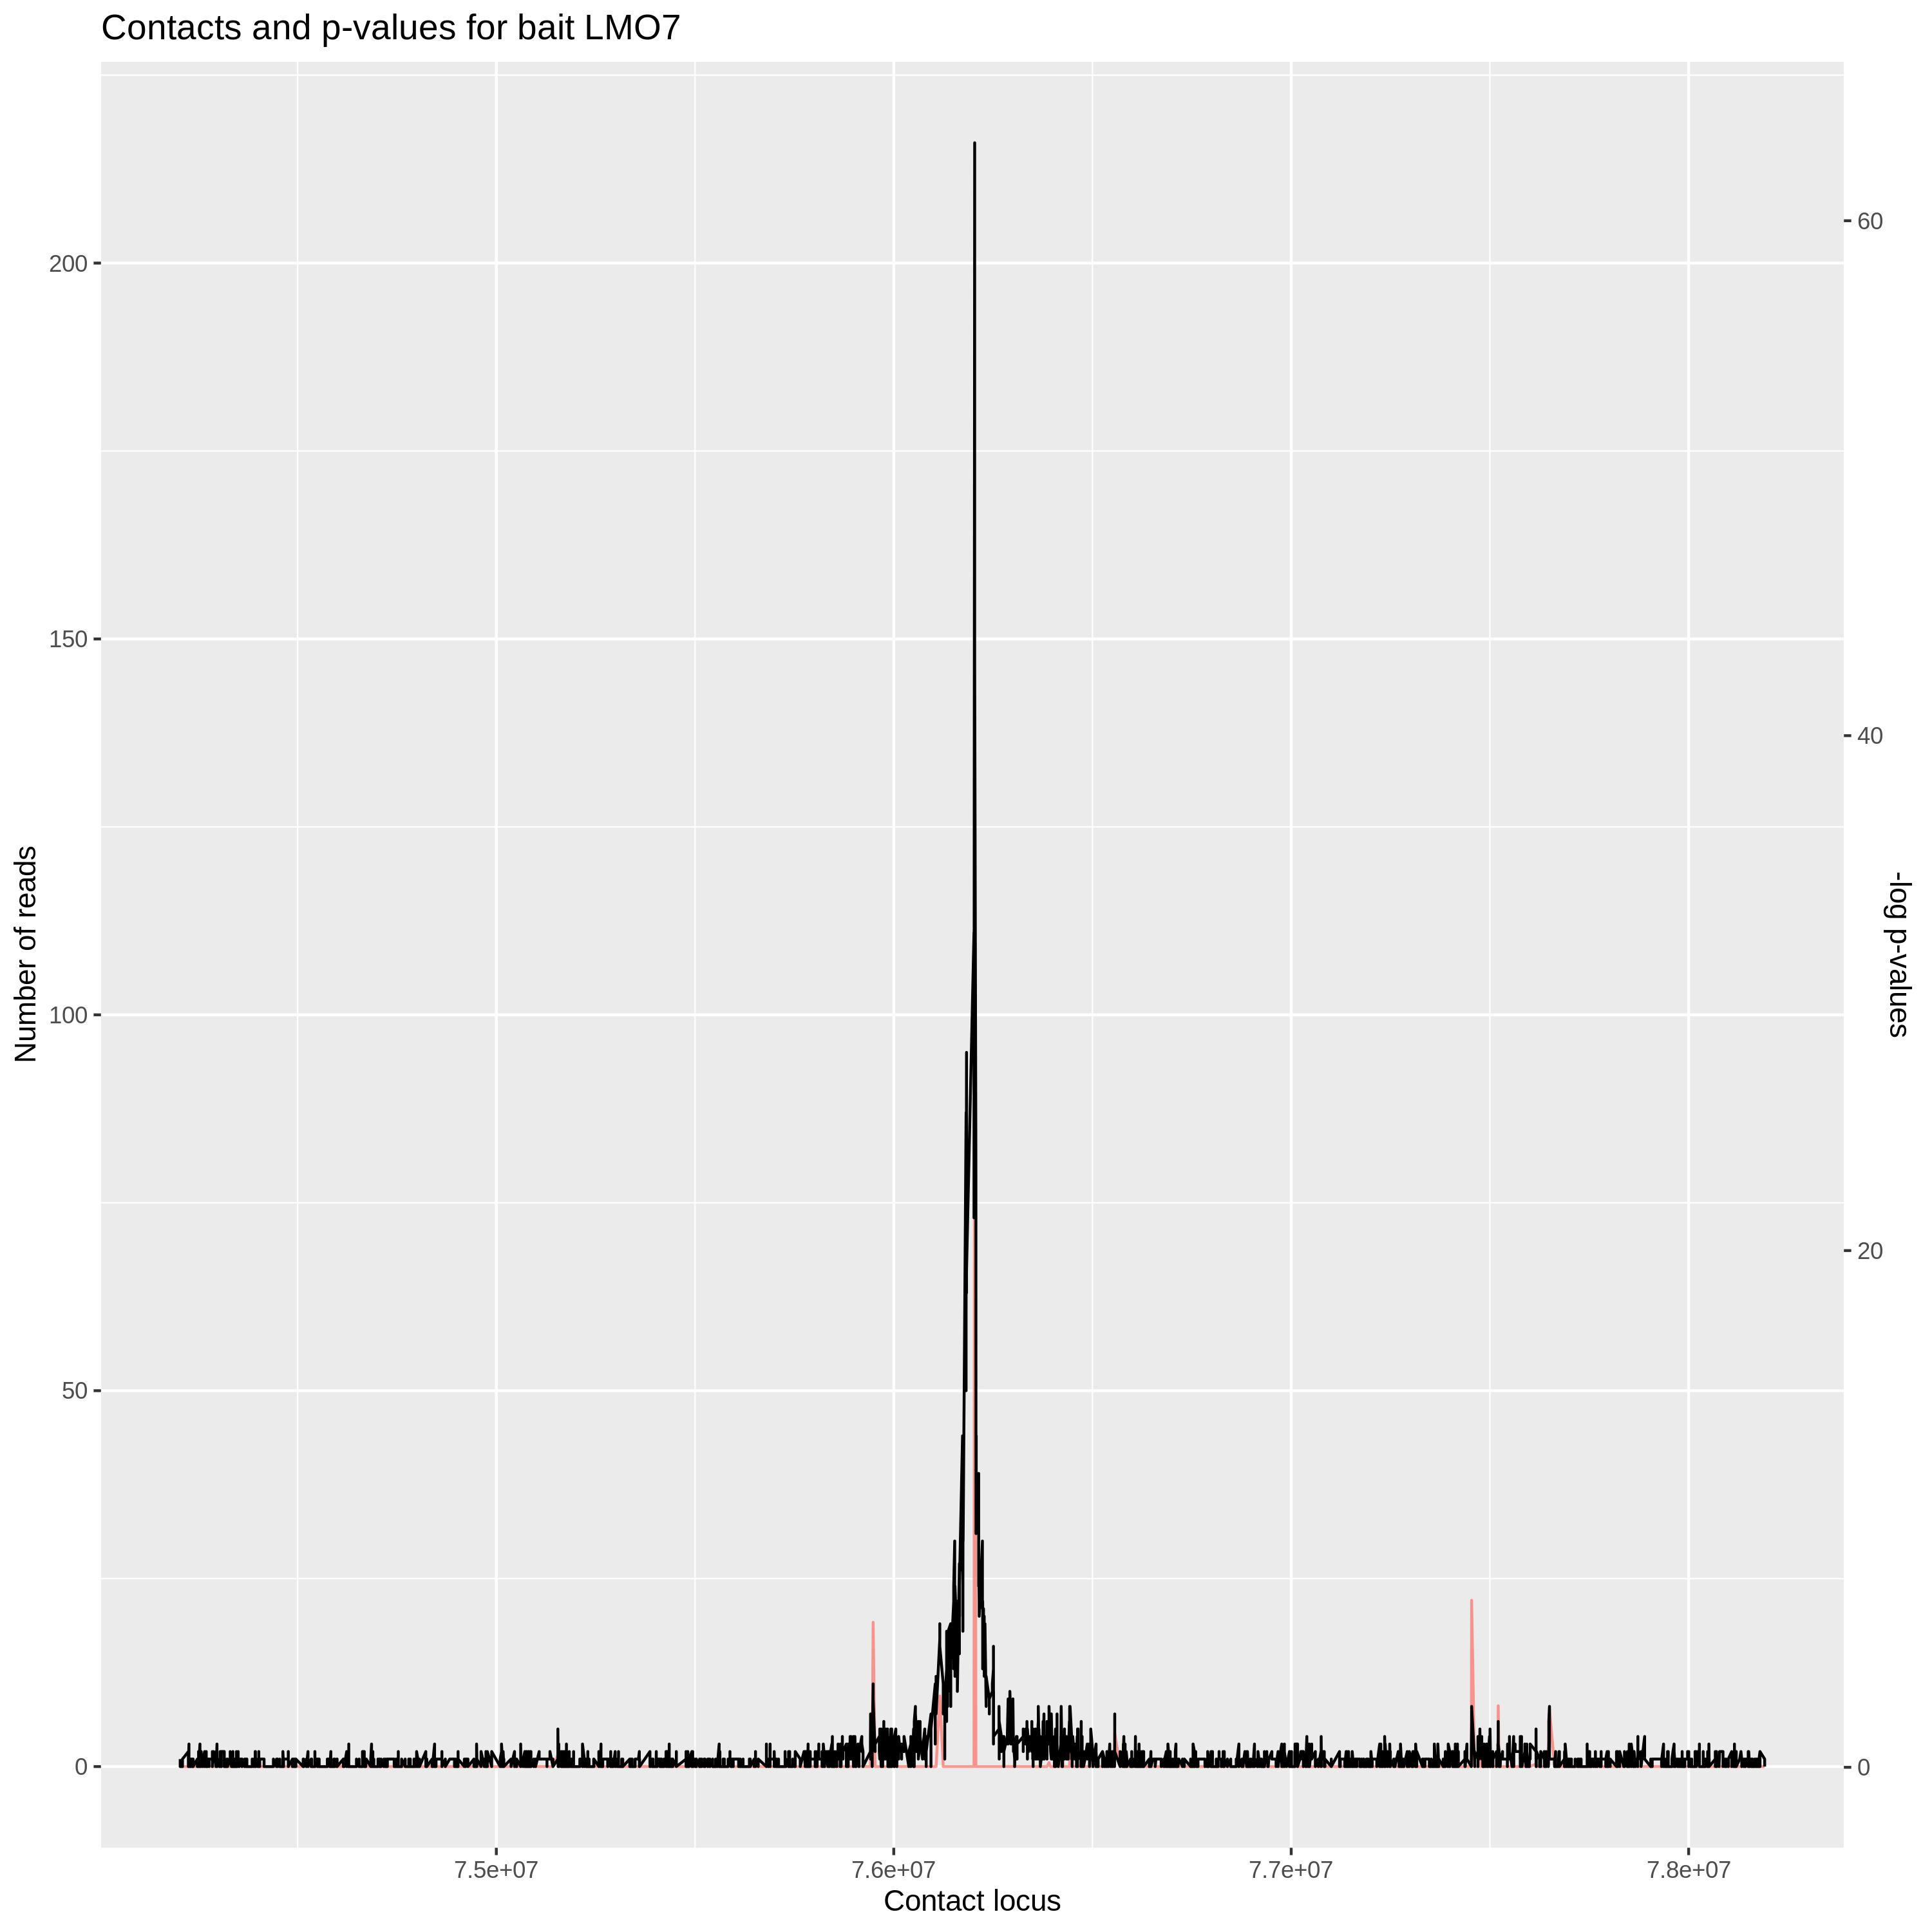 Contacts and p-values for bait LMO7
200
150
100
50
0
Number of reads
60
40
20
0
-log p-values
7.5e+07
7.6e+07
7.7e+07
7.8e+07
Contact locus